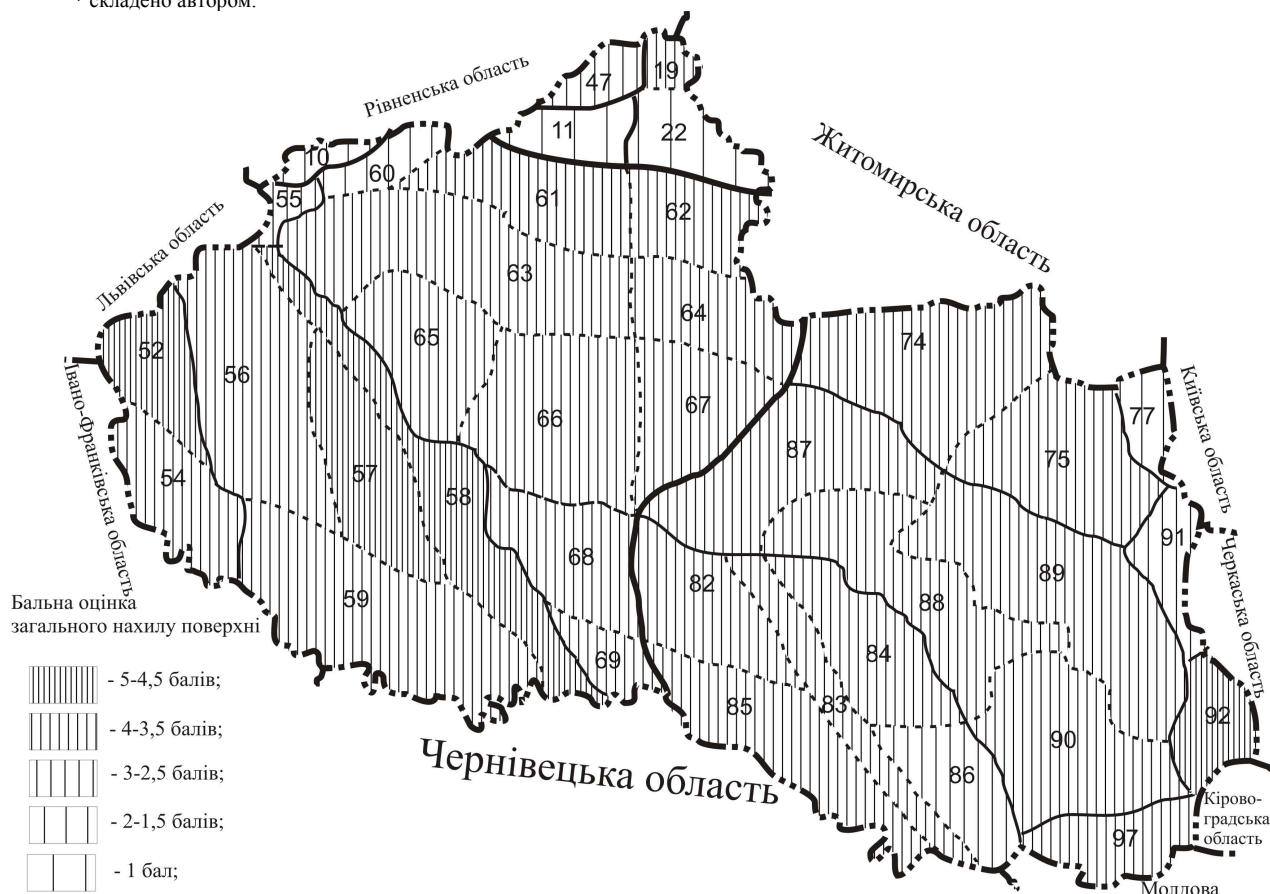 * складено автором.
Рівненська область
47
19
11
22
Житомирська область
10
60
55
61
62
Львівська область
63
64
52
56
65
74
66
67
87
77
Київська область
Івано-Франківська область
54
57
58
75
91
68
82
89
88
Черкаська область
59
84
69
85
83
90
92
86
97
Чернівецька область
Кірово-
градська
область
Молдова
Бальна оцінка
загального нахилу поверхні
- 5-4,5 балів;
- 4-3,5 балів;
- 3-2,5 балів;
- 2-1,5 балів;
- 1 бал;